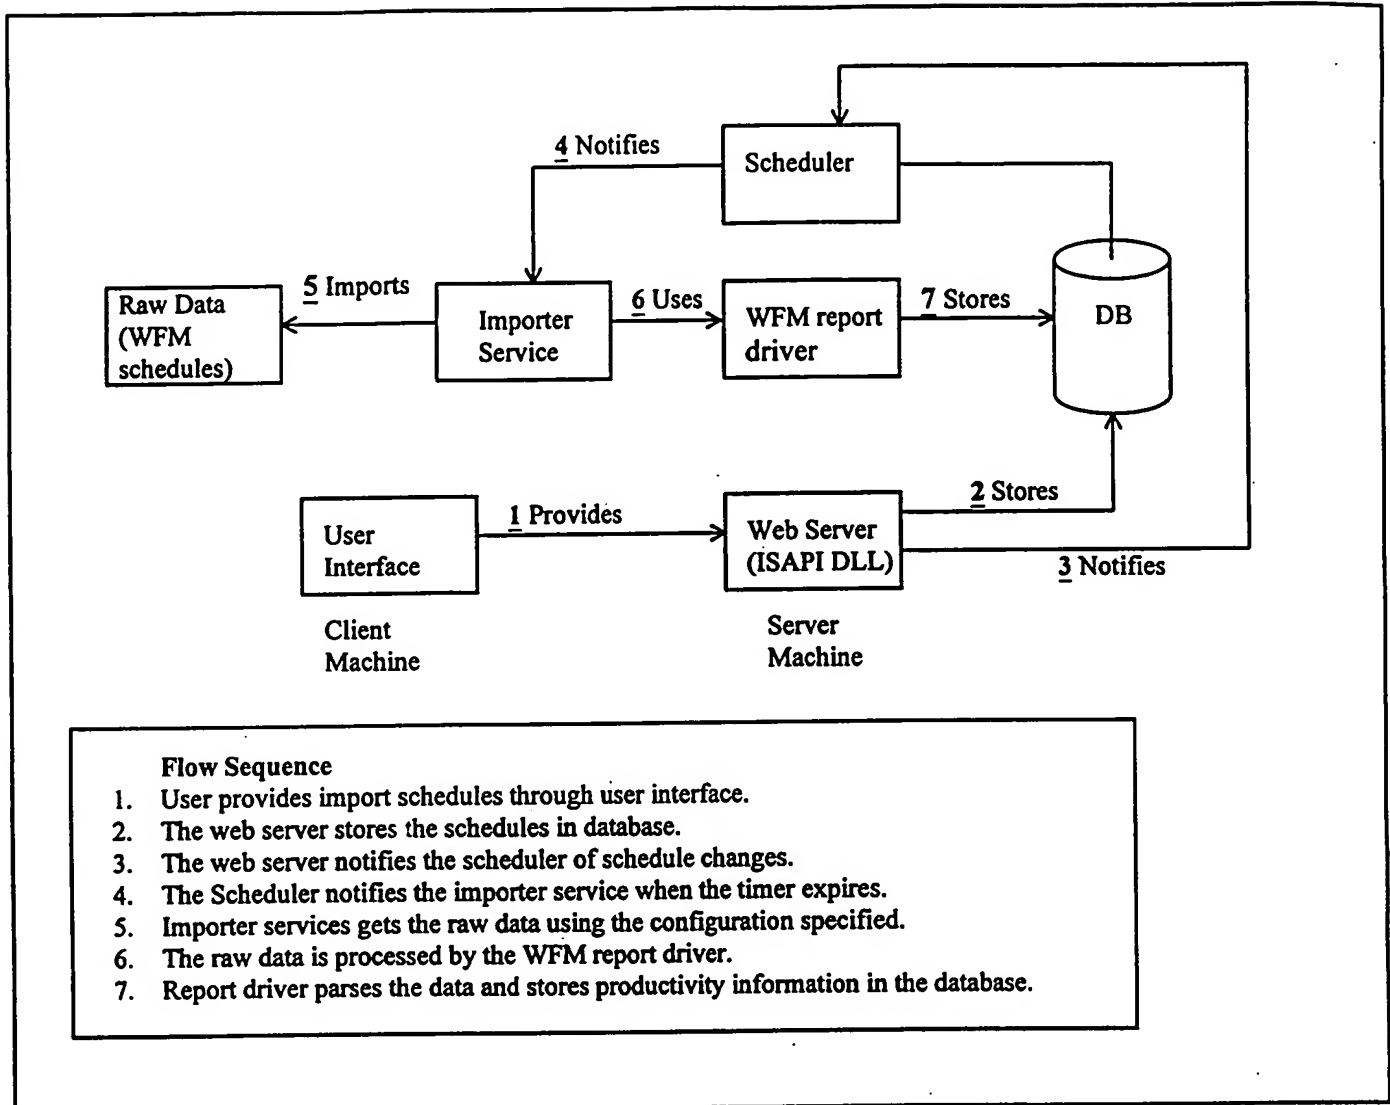 4 Notifies
Scheduler
5 Imports
Raw Data
(WFM
schedules)
Importer
Service
6 Uses
WFM report
driver
7 Stores
DB
User
Interface
1 Provides
Web Server
(ISAPI DLL)
2 Stores
3 Notifies
Client
Machine
Server
Machine
Flow Sequence
1. User provides import schedules through user interface.
2. The web server stores the schedules in database.
3. The web server notifies the scheduler of schedule changes.
4. The Scheduler notifies the importer service when the timer expires.
5. Importer services gets the raw data using the configuration specified.
6. The raw data is processed by the WFM report driver.
7. Report driver parses the data and stores productivity information in the database.